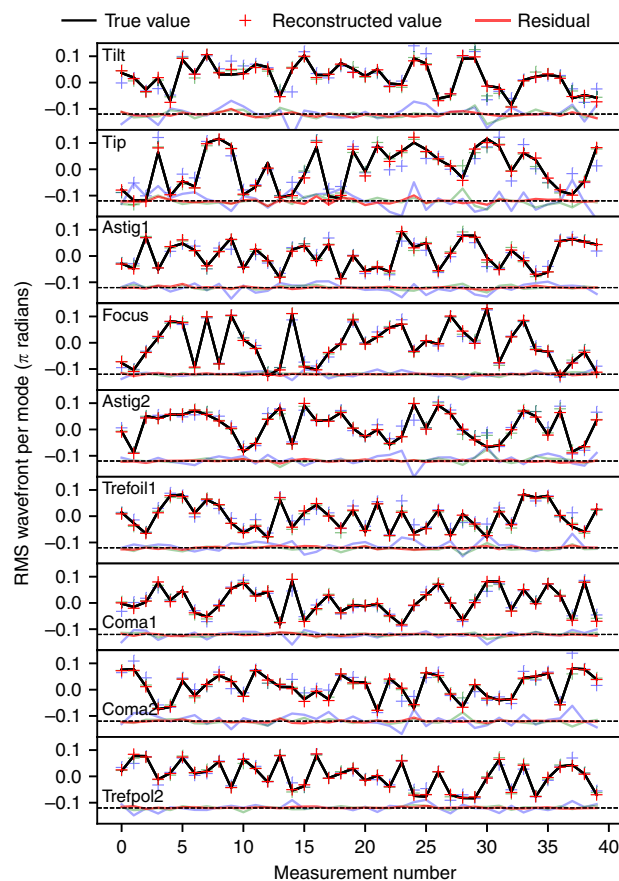 True value Reconstructed value Residual
RMS wavefront per mode (π radians)
Tilt
0.1
0.0
−0.1
Tip
0.1
0.0
−0.1
Astig1
0.1
0.0
−0.1
Focus
0.1
0.0
−0.1
Astig2
0.1
0.0
−0.1
Trefoil1
0.1
0.0
−0.1
0.1
0.0
−0.1
Coma1
0.1
0.0
−0.1
Coma2
0.1
0.0
−0.1
Trefpol2
0 5 10 15 20 25 30 35 40
Measurement number